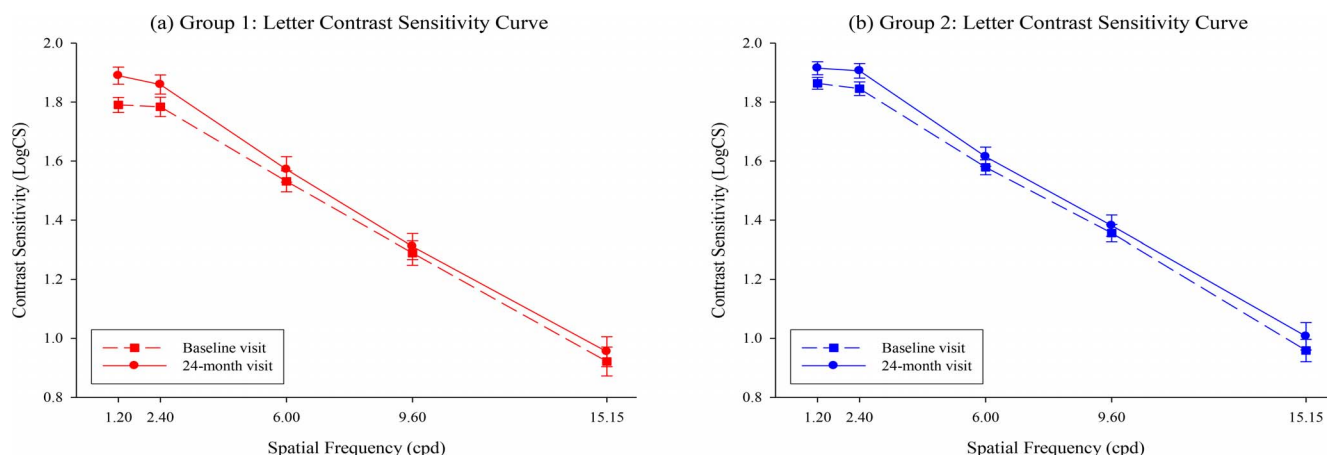 (a) Group 1: Letter Contrast Sensitivity Curve
Contrast Sensitivity (LogCS)
2.0
1.8
1.6
1.4
1.2
1.0
0.8
Baseline visit
24-month visit
1.20 2.40 6.00 9.60 15.15
Spatial Frequency (cpd)
(b) Group 2: Letter Contrast Sensitivity Curve
Contrast Sensitivity (LogCS)
2.0
1.8
1.6
1.4
1.2
1.0
0.8
Baseline visit
24-month visit
1.20 2.40 6.00 9.60 15.15
Spatial Frequency (cpd)